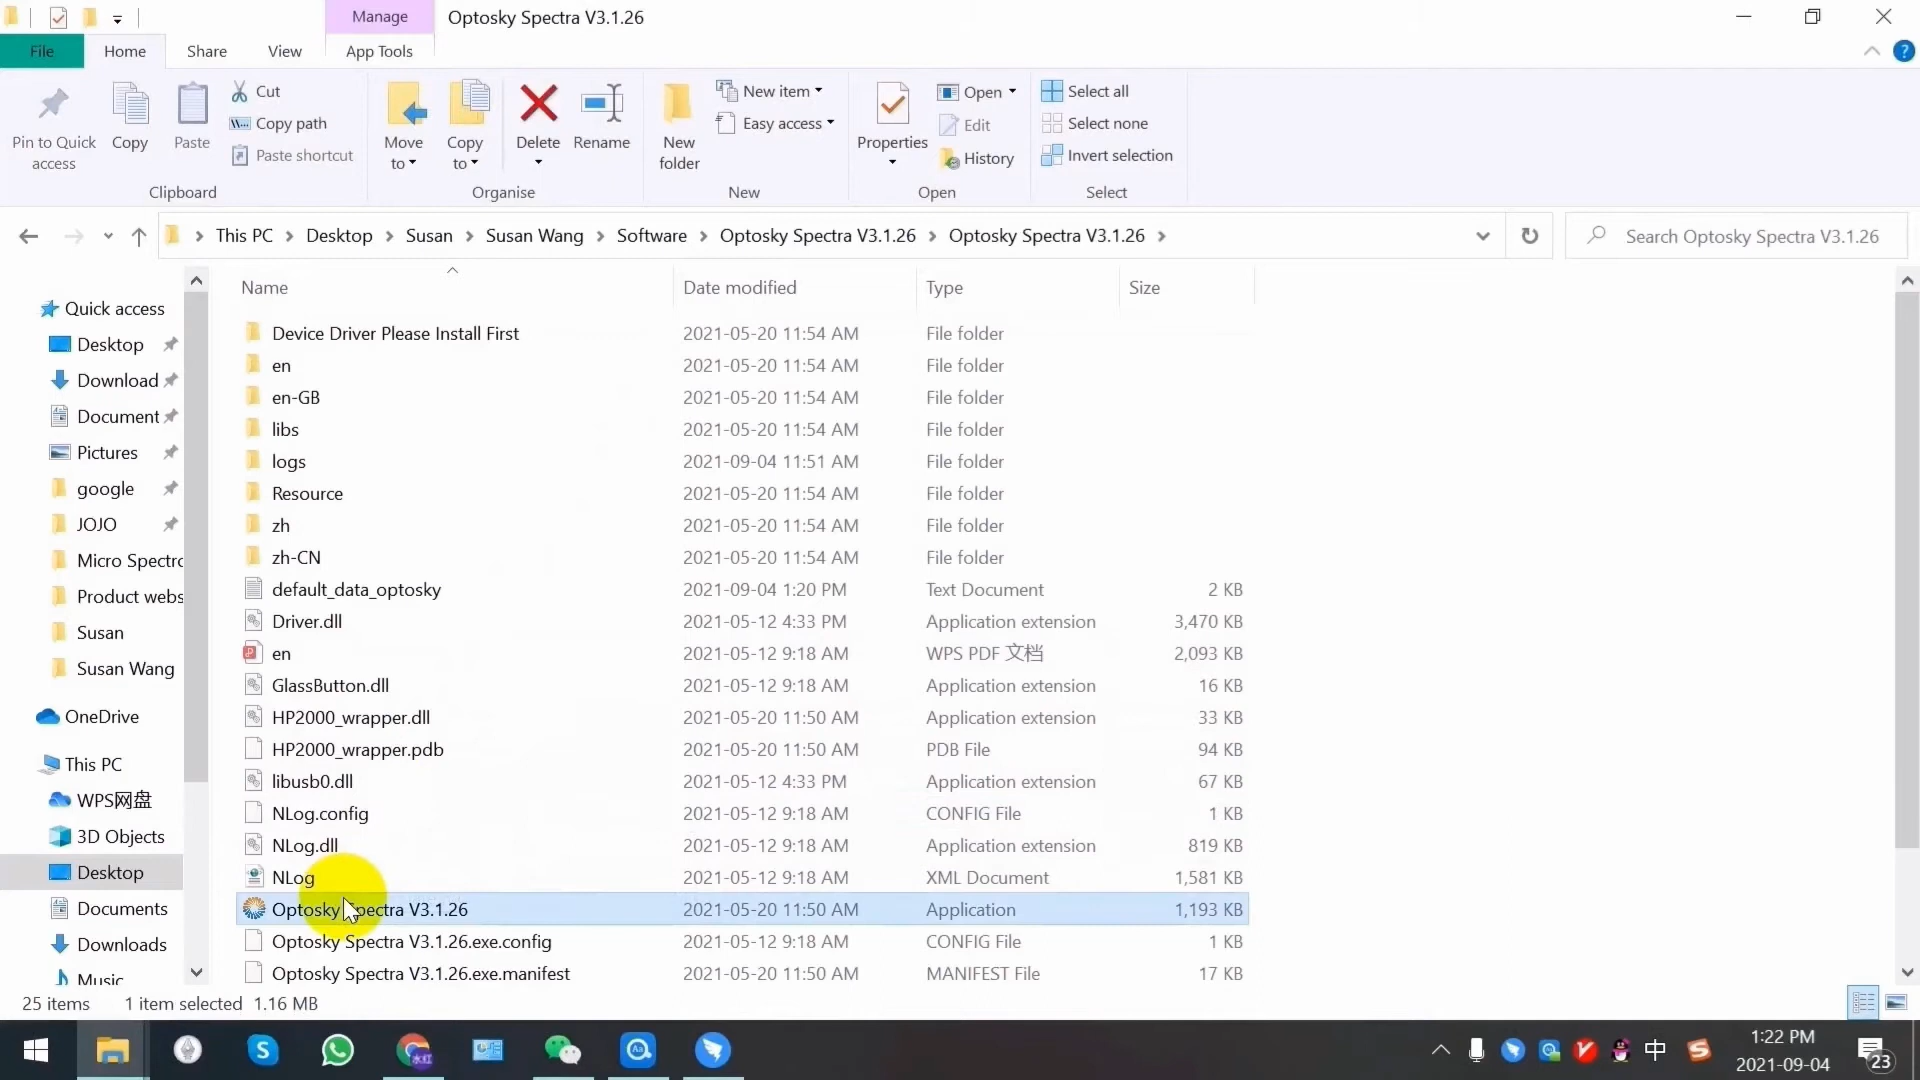 Manage
Optosky Spectra V3.1.26
File
Home
Share
View
App Tools
Pin to Quick access
Copy
Paste
Cut
Copy path
Paste shortcut
Clipboard
Move to
Copy to
Delete
Rename
Organise
New folder
New item
Easy access
New
Properties
Open
Edit
History
Open
Select all
Select none
Invert selection
Select
This PC
Desktop
Susan
Susan Wang
Software
Optosky Spectra V3.1.26
Optosky Spectra V3.1.26
Search Optosky Spectra V3.1.26
Quick access
Desktop
Download
Document
Pictures
google
JOJO
Micro Spectro
Product webs
Susan
Susan Wang
OneDrive
This PC
WPS网盘
3D Objects
Desktop
Documents
Downloads
Music
Name Date modified Type Size
Device Driver Please Install First 2021-05-20 11:54 AM File folder
en 2021-05-20 11:54 AM File folder
en-GB 2021-05-20 11:54 AM File folder
libs 2021-05-20 11:54 AM File folder
logs 2021-09-04 11:51 AM File folder
Resource 2021-05-20 11:54 AM File folder
zh 2021-05-20 11:54 AM File folder
zh-CN 2021-05-20 11:54 AM File folder
default_data_optosky 2021-09-04 1:20 PM Text Document 2 KB
Driver.dll 2021-05-12 4:33 PM Application extension 3,470 KB
en 2021-05-12 9:18 AM WPS PDF 文档 2,093 KB
GlassButton.dll 2021-05-12 9:18 AM Application extension 16 KB
HP2000_wrapper.dll 2021-05-20 11:50 AM Application extension 33 KB
HP2000_wrapper.pdb 2021-05-20 11:50 AM PDB File 94 KB
libusb0.dll 2021-05-12 4:33 PM Application extension 67 KB
NLog.config 2021-05-12 9:18 AM CONFIG File 1 KB
NLog.dll 2021-05-12 9:18 AM Application extension 819 KB
NLog 2021-05-12 9:18 AM XML Document 1,581 KB
Optosky Spectra V3.1.26 2021-05-20 11:50 AM Application 1,193 KB
Optosky Spectra V3.1.26.exe.config 2021-05-12 9:18 AM CONFIG File 1 KB
Optosky Spectra V3.1.26.exe.manifest 2021-05-20 11:50 AM MANIFEST File 17 KB
25 items 1 item selected 1.16 MB
中
1:22 PM
2021-09-04
23